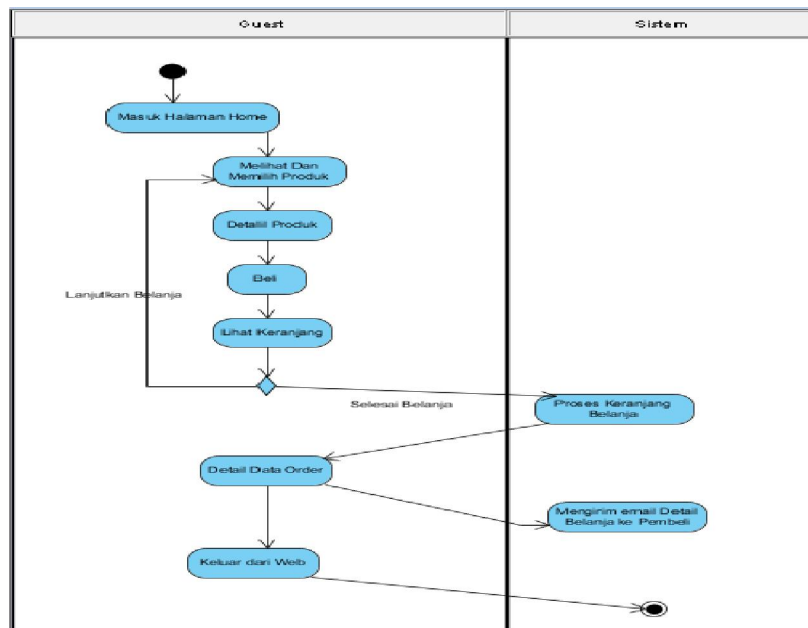 Guest
Sistem
Masuk Halaman Home
Melihat Dan
Memilih Produk
Detail Produk
Beli
Lanjutkan Belanja
Lihat Keranjang
Selesai Belanja
Proses Keranjang
Belanja
Detail Data Order
Mengirim email Detail
Belanja ke Pembeli
Keluar dari Web